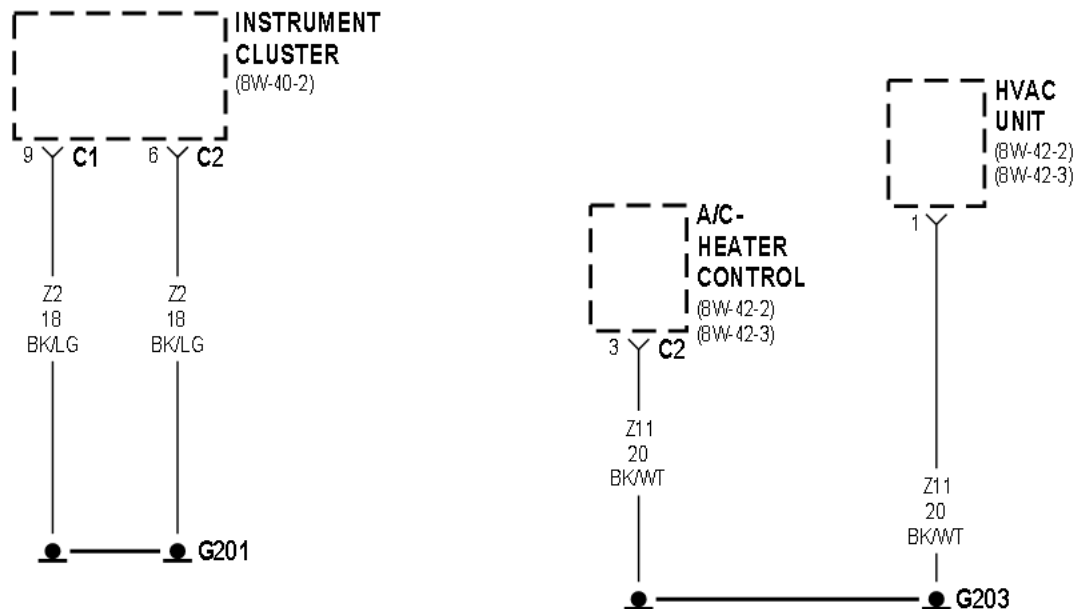 INSTRUMENT
CLUSTER
(8W-40-2)
9 C1 6 C2
Z2
18
BK/LG
Z2
18
BK/LG
G201
A/C-
HEATER
CONTROL
(8W-42-2)
(8W-42-3)
3 C2
Z11
20
BK/WT
HVAC
UNIT
(8W-42-2)
(8W-42-3)
1
Z11
20
BK/WT
G203